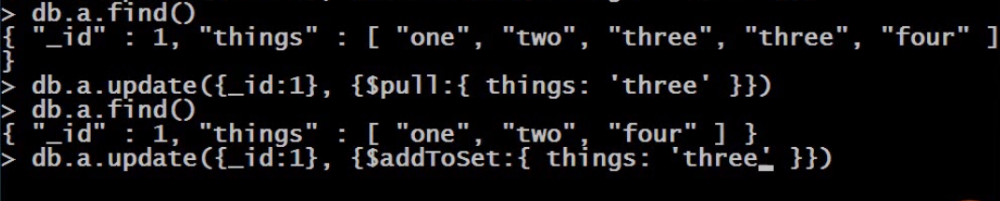 > db.a.find()
{ "_id" : 1, "things" : [ "one", "two", "three", "three", "four" ]
}
> db.a.update({_id:1}, {$pull:{ things: 'three' }})
> db.a.find()
{ "_id" : 1, "things" : [ "one", "two", "four" ] }
> db.a.update({_id:1}, {$addToSet:{ things: 'three' }})